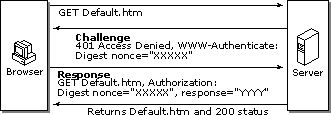 GET Default.htm
Challenge
401 Access Denied, WWW-Authenticate:
Digest nonce="XXXXX"
Browser
Server
Response
GET Default.htm, Authorization:
Digest nonce="XXXXX", response="YYYY"
Returns Default.htm and 200 status